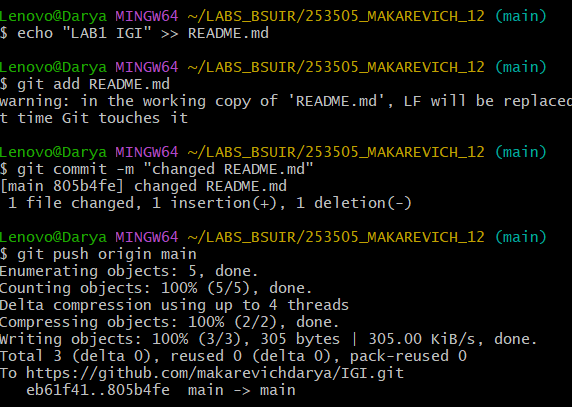 Lenovo@Darya MINGW64 ~/LABS_BSUIR/253505_MAKAREVICH_12 (main)
$ echo "LAB1 IGI" >> README.md
Lenovo@Darya MINGW64 ~/LABS_BSUIR/253505_MAKAREVICH_12 (main)
$ git add README.md
warning: in the working copy of 'README.md', LF will be replaced
t time Git touches it
Lenovo@Darya MINGW64 ~/LABS_BSUIR/253505_MAKAREVICH_12 (main)
$ git commit -m "changed README.md"
[main 805b4fe] changed README.md
 1 file changed, 1 insertion(+), 1 deletion(-)
Lenovo@Darya MINGW64 ~/LABS_BSUIR/253505_MAKAREVICH_12 (main)
$ git push origin main
Enumerating objects: 5, done.
Counting objects: 100% (5/5), done.
Delta compression using up to 4 threads
Compressing objects: 100% (2/2), done.
Writing objects: 100% (3/3), 305 bytes | 305.00 KiB/s, done.
Total 3 (delta 0), reused 0 (delta 0), pack-reused 0
To https://github.com/makarevichdarya/IGI.git
   eb61f41..805b4fe  main -> main